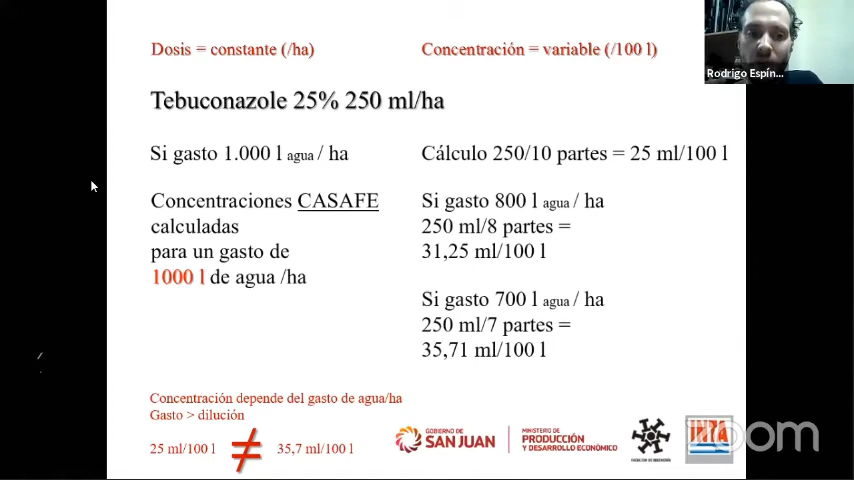 Dosis = constante (/ha)
Concentración = variable (/100 l)
Rodrigo Espín...
Tebuconazole 25% 250 ml/ha
Si gasto 1.000 l agua / ha
Cálculo 250/10 partes = 25 ml/100 l
Concentraciones CASAFE
calculadas
para un gasto de
1000 l de agua /ha
Si gasto 800 l agua / ha
250 ml/8 partes =
31,25 ml/100 l
Si gasto 700 l agua / ha
250 ml/7 partes =
35,71 ml/100 l
Concentración depende del gasto de agua/ha
Gasto > dilución
25 ml/100 l ≠ 35,7 ml/100 l
GOBIERNO DE
SAN JUAN
MINISTERIO DE
PRODUCCIÓN
Y DESARROLLO ECONÓMICO
INTA
zoom